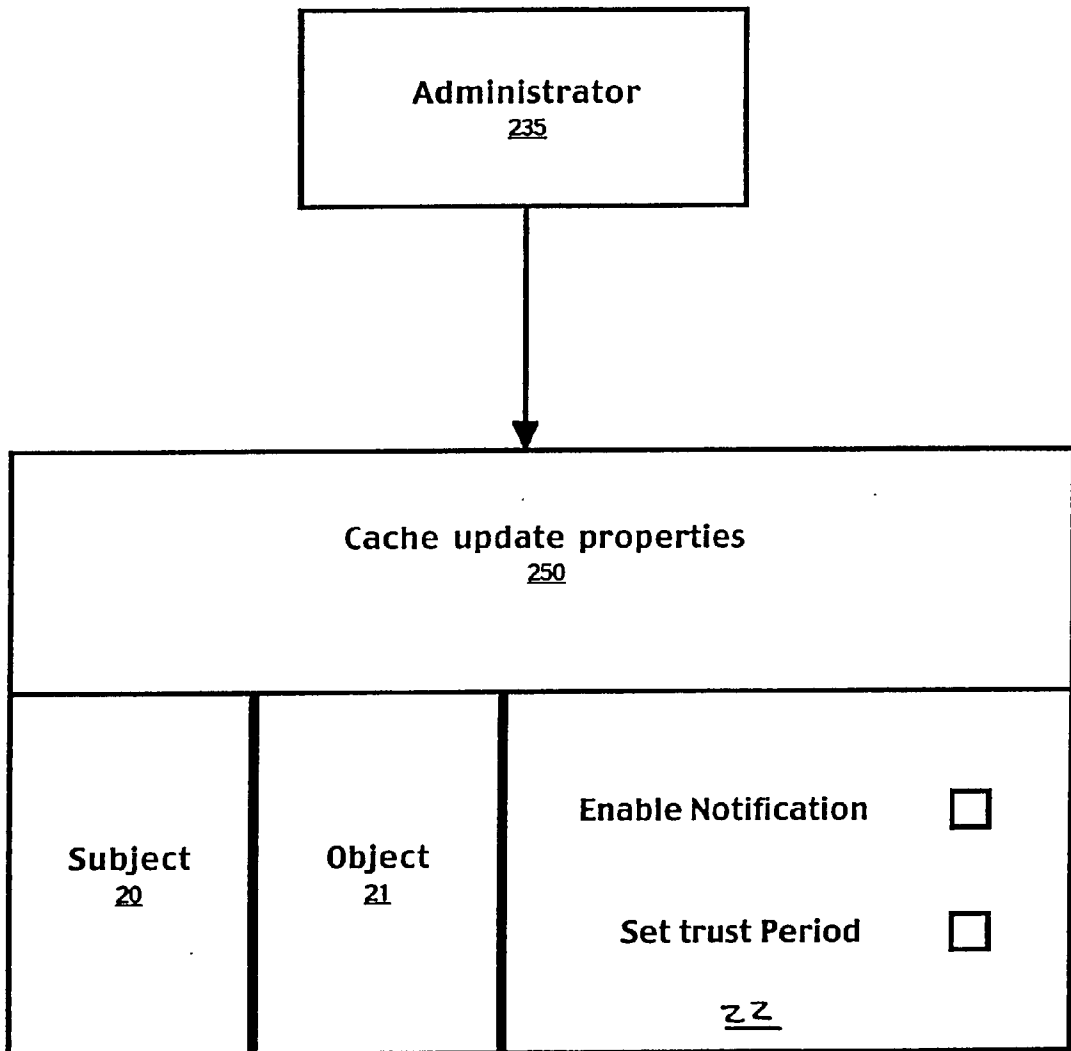 Administrator
235
Cache update properties
250
Subject
20
Object
21
Enable Notification
Set trust Period
22